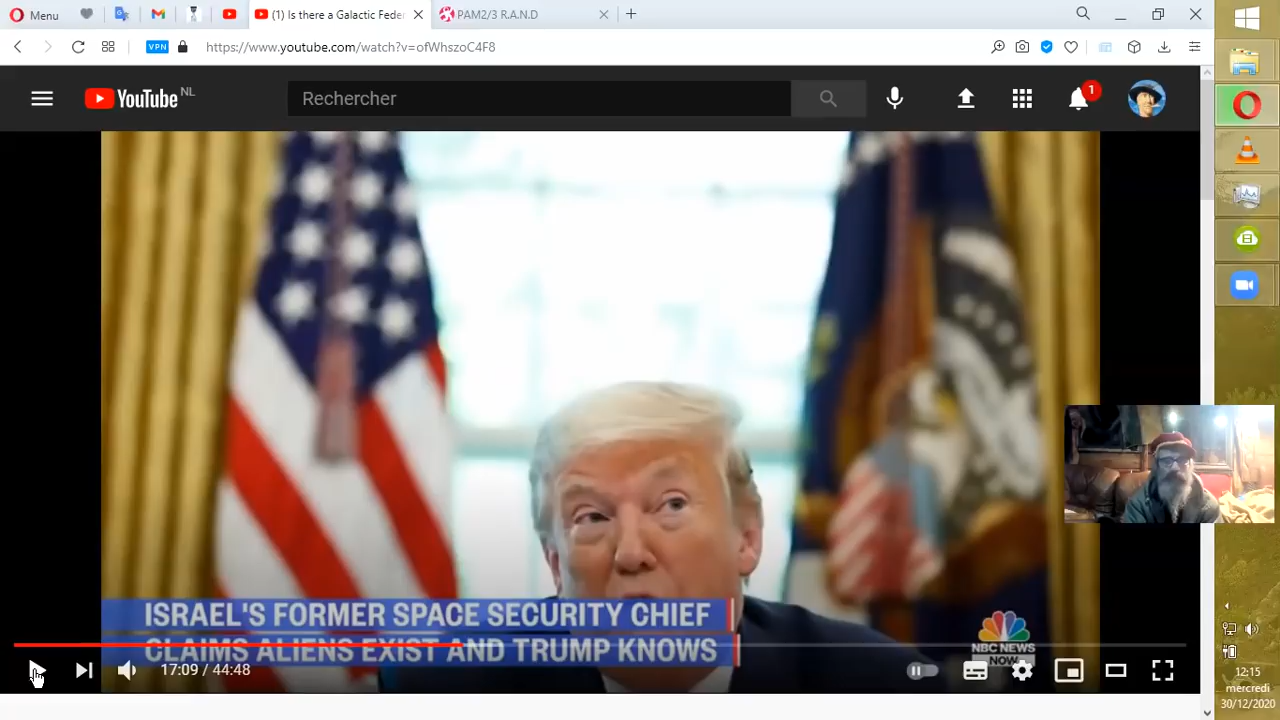 Menu
(1) Is there a Galactic Feder
PAM2/3 R.A.N.D
VPN
https://www.youtube.com/watch?v=ofWhszoC4F8
YouTube NL
Rechercher
1
ISRAEL'S FORMER SPACE SECURITY CHIEF
CLAIMS ALIENS EXIST AND TRUMP KNOWS
NBC NEWS
NOW
17:09 / 44:48
12:15
mercredi
30/12/2020